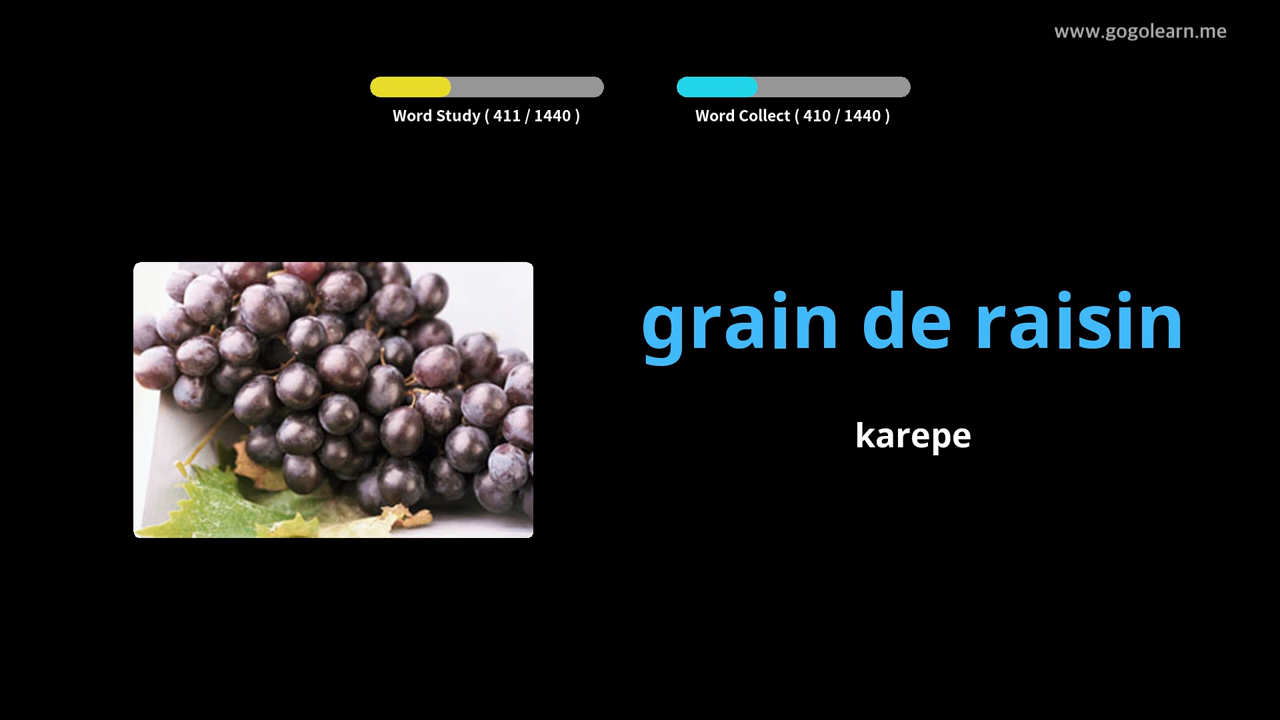 www.gogolearn.me
Word Study ( 411 / 1440 )
Word Collect ( 410 / 1440 )
grain de raisin
karepe